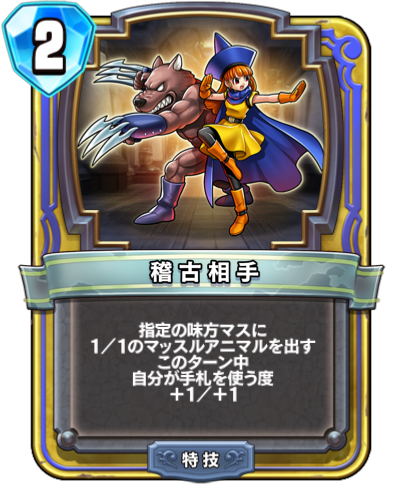 2
稽古相手
指定の味方マスに
1/1のマッスルアニマルを出す
このターン中
自分が手札を使う度
+1/+1
特技